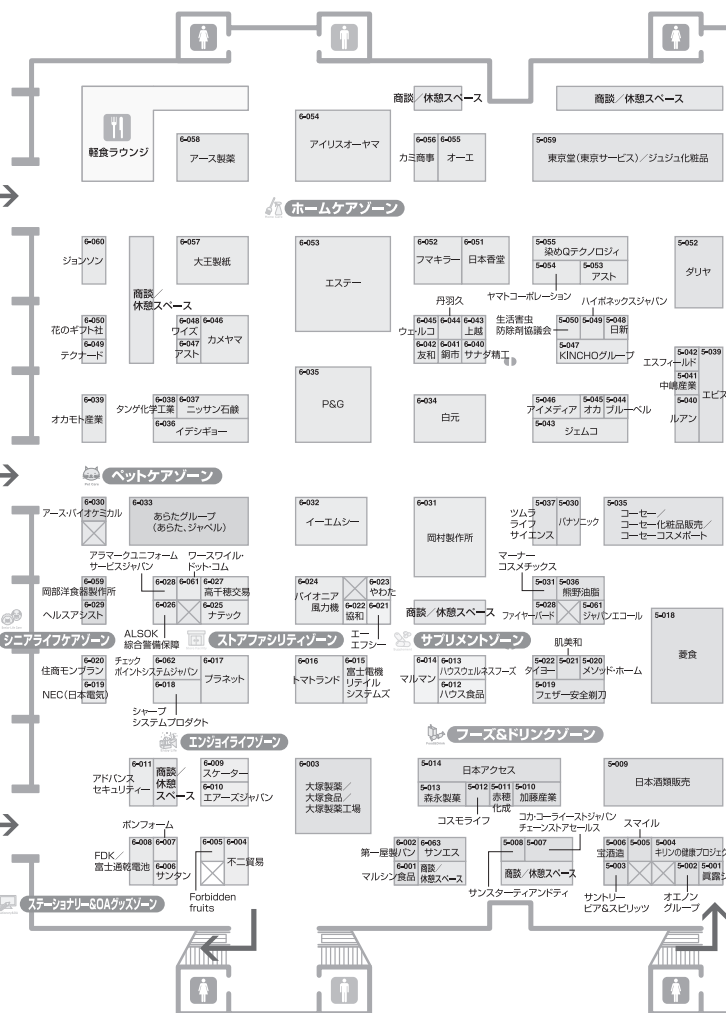 商談／休憩スペース
商談／休憩スペース
軽食ラウンジ
6-058
アース製薬
6-054
アイリスオーヤマ
6-056
カミ商事
6-055
オーエ
5-059
東京堂(東京サービス)／ジュジュ化粧品
ホームケアゾーン
6-060
ジョンソン
商談／
休憩スペース
6-057
大王製紙
6-053
エステー
6-052
フマキラー
6-051
日本香堂
5-055
染めQテクノロジィ
5-054
5-053
アスト
ヤマトコーポレーション
5-052
ダリヤ
6-050
花のギフト社
6-049
テクナード
6-048
ワイズ
6-047
アスト
6-046
カメヤマ
丹羽久
6-045
ウェ・ルコ
6-044
6-043
上越
6-042
友和
6-041
銅市
6-040
サナダ精工
生活害虫
防除剤協議会
ハイポネックスジャパン
5-050
5-049
5-048
日新
5-047
KINCHOグループ
5-042
エスフィールド
5-041
中嶋産業
5-040
ルアン
5-039
エビス
6-039
オカモト産業
6-038
タンゲ化学工業
6-037
ニッサン石鹸
6-036
イデシギョー
6-035
P&G
6-034
白元
5-046
アイメディア
5-045
オカ
5-044
ブルーベル
5-043
ジェムコ
ペットケアゾーン
6-030
アース・バイオケミカル
6-033
あらたグループ
(あらた、ジャペル)
6-032
イーエムシー
6-031
岡村製作所
5-037
ツムラ
ライフ
サイエンス
5-030
パナソニック
5-035
コーセー／
コーセー化粧品販売／
コーセーコスメポート
アラマークユニフォーム
サービスジャパン
ワースワイル・
ドット・コム
6-059
岡部洋食器製作所
6-029
ヘルスアシスト
6-028
6-061
6-027
高千穂交易
6-026
6-025
ナテック
ALSOK
綜合警備保障
6-024
パイオニア
風力機
6-023
やわた
6-022
協和
6-021
エー
エフシー
商談／休憩スペース
マーナー
コスメチックス
5-031
5-036
熊野油脂
5-028
ファイヤーバード
5-061
ジャパンエコール
5-018
菱食
シニアライフケアゾーン
ストアファシリティゾーン
サプリメントゾーン
6-020
住商モンブラン
6-019
NEC(日本電気)
チェック
ポイントシステムジャパン
6-062
6-018
シャープ
システムプロダクト
6-017
プラネット
6-016
トマトランド
6-015
富士電機
リテイル
システムズ
6-014
マルマン
6-013
ハウスウェルネスフーズ
6-012
ハウス食品
肌美和
5-022
タイヨー
5-021
5-020
メソッド・ホーム
5-019
フェザー安全剃刀
エンジョイライフゾーン
フーズ&ドリンクゾーン
6-011
アドバンス
セキュリティー
商談／
休憩
スペース
6-009
スケーター
6-010
エアーズジャパン
6-003
大塚製薬／
大塚食品／
大塚製薬工場
5-014
日本アクセス
5-013
森永製菓
5-012
コスモライフ
5-011
赤穂
化成
5-010
加藤産業
5-009
日本酒類販売
ボンフォーム
6-008
FDK／
富士通乾電池
6-007
6-006
サンタン
6-005
Forbidden
fruits
6-004
不二貿易
6-002
第一屋製パン
6-063
サンエス
6-001
マルシン食品
商談／
休憩スペース
コカ・コーライーストジャパン
チェーンストアセールス
5-008
5-007
商談／休憩スペース
サンスターティアンドティ
スマイル
5-006
宝酒造
5-005
5-004
キリンの健康プロジェク
5-003
サントリー
ビア&スピリッツ
5-002
オエノン
グループ
5-001
眞露ジ
ステーショナリー&OAグッズゾーン